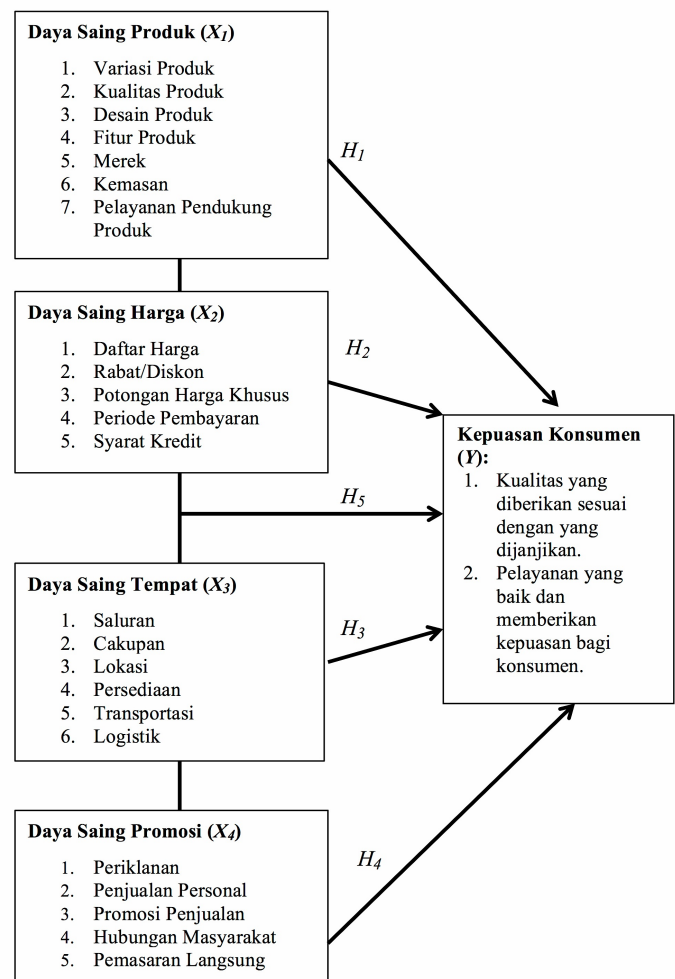 Daya Saing Produk (X1)
1. Variasi Produk
2. Kualitas Produk
3. Desain Produk
4. Fitur Produk
5. Merek
6. Kemasan
7. Pelayanan Pendukung
Produk
H1
Daya Saing Harga (X2)
1. Daftar Harga
2. Rabat/Diskon
3. Potongan Harga Khusus
4. Periode Pembayaran
5. Syarat Kredit
H2
H5
Daya Saing Tempat (X3)
1. Saluran
2. Cakupan
3. Lokasi
4. Persediaan
5. Transportasi
6. Logistik
H3
Daya Saing Promosi (X4)
1. Periklanan
2. Penjualan Personal
3. Promosi Penjualan
4. Hubungan Masyarakat
5. Pemasaran Langsung
H4
Kepuasan Konsumen
(Y):
1. Kualitas yang
diberikan sesuai
dengan yang
dijanjikan.
2. Pelayanan yang
baik dan
memberikan
kepuasan bagi
konsumen.